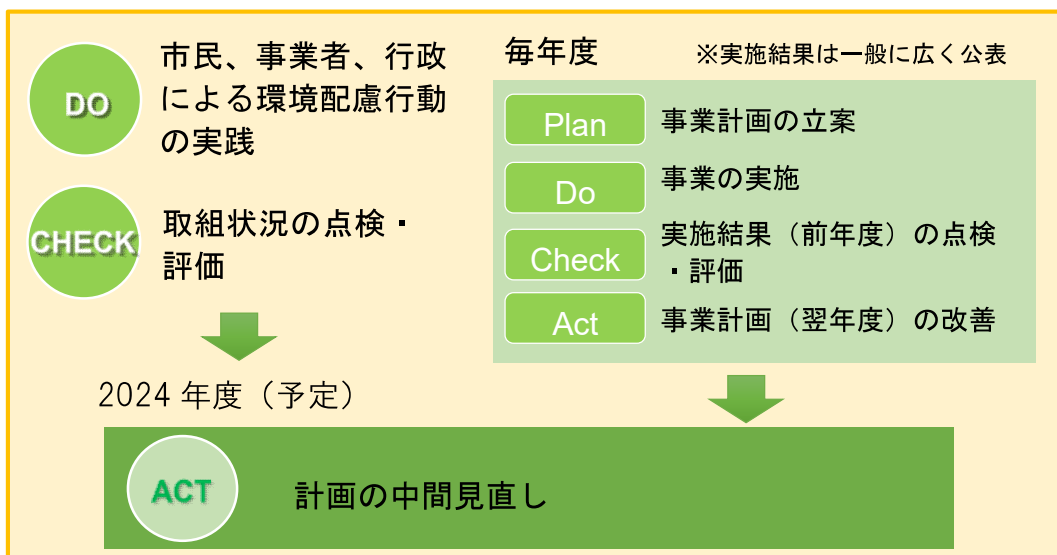 DO
市民、事業者、行政
による環境配慮行動
の実践
CHECK
取組状況の点検・
評価
毎年度
※実施結果は一般に広く公表
Plan
事業計画の立案
Do
事業の実施
Check
実施結果（前年度）の点検
・評価
Act
事業計画（翌年度）の改善
2024 年度（予定）
ACT
計画の中間見直し